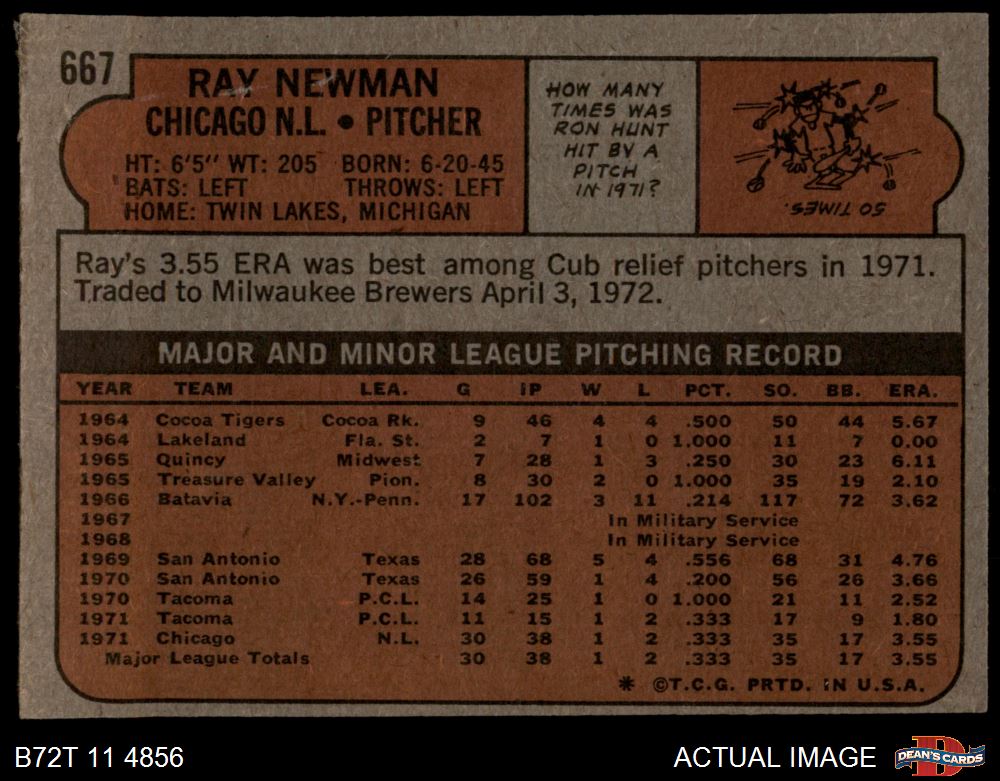 667
RAY NEWMAN
CHICAGO N.L. • PITCHER
HT: 6'5" WT: 205 BORN: 6-20-45
BATS: LEFT THROWS: LEFT
HOME: TWIN LAKES, MICHIGAN
HOW MANY
TIMES WAS
RON HUNT
HIT BY A
PITCH
IN 1971?
50 TIMES.
Ray's 3.55 ERA was best among Cub relief pitchers in 1971.
Traded to Milwaukee Brewers April 3, 1972.
MAJOR AND MINOR LEAGUE PITCHING RECORD
YEAR TEAM LEA. G IP W L PCT. SO. BB. ERA.
1964 Cocoa Tigers Cocoa Rk. 9 46 4 4 .500 50 44 5.67
1964 Lakeland Fla. St. 2 7 1 0 1.000 11 7 0.00
1965 Quincy Midwest 7 28 1 3 .250 30 23 6.11
1965 Treasure Valley Pion. 8 30 2 0 1.000 35 19 2.10
1966 Batavia N.Y.-Penn. 17 102 3 11 .214 117 72 3.62
1967 In Military Service
1968 In Military Service
1969 San Antonio Texas 28 68 5 4 .556 68 31 4.76
1970 San Antonio Texas 26 59 1 4 .200 56 26 3.66
1970 Tacoma P.C.L. 14 25 1 0 1.000 21 11 2.52
1971 Tacoma P.C.L. 11 15 1 2 .333 17 9 1.80
1971 Chicago N.L. 30 38 1 2 .333 35 17 3.55
Major League Totals 30 38 1 2 .333 35 17 3.55
* ©T.C.G. PRTD. IN U.S.A.
B72T 11 4856
ACTUAL IMAGE
D
DEAN'S CARDS